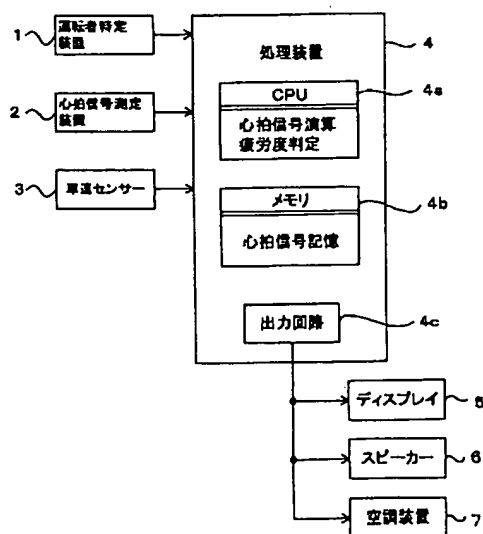 1
運転者特定
装置
2
心拍信号測定
装置
3
車速センサー
処理装置
4
CPU
4a
心拍信号演算
疲労度判定
メモリ
4b
心拍信号記憶
出力回路
4c
ディスプレイ
5
スピーカー
6
空調装置
7